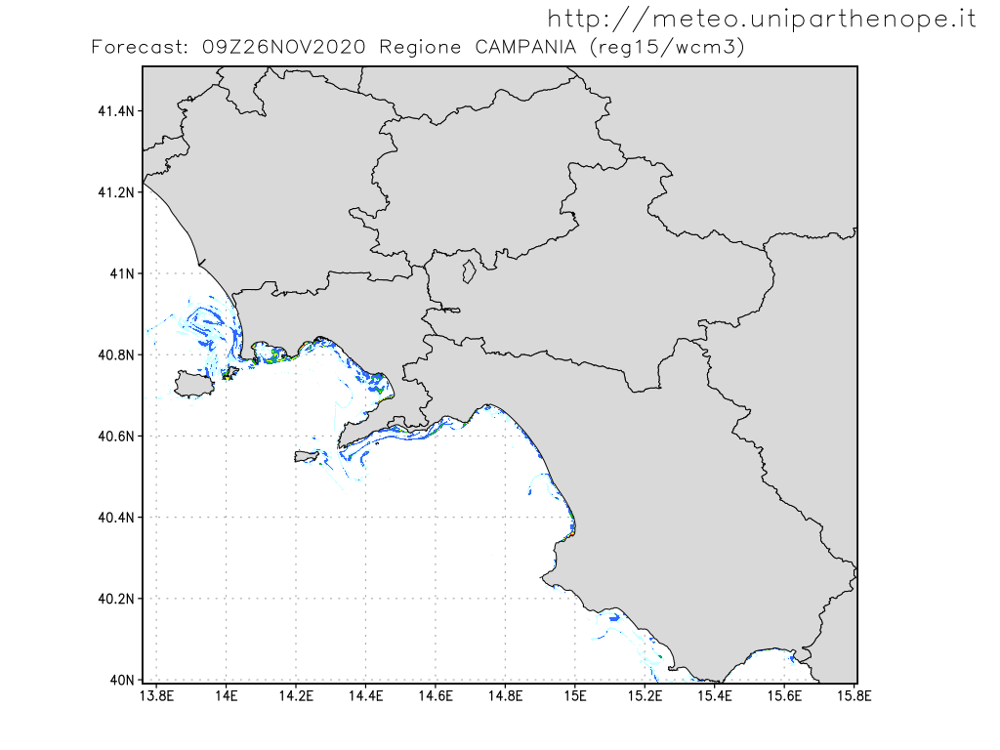 http://meteo.uniparthenope.it
Forecast: 09Z26NOV2020 Regione CAMPANIA (reg15/wcm3)
41.4N
41.2N
41N
40.8N
40.6N
40.4N
40.2N
40N
13.8E 14E 14.2E 14.4E 14.6E 14.8E 15E 15.2E 15.4E 15.6E 15.8E